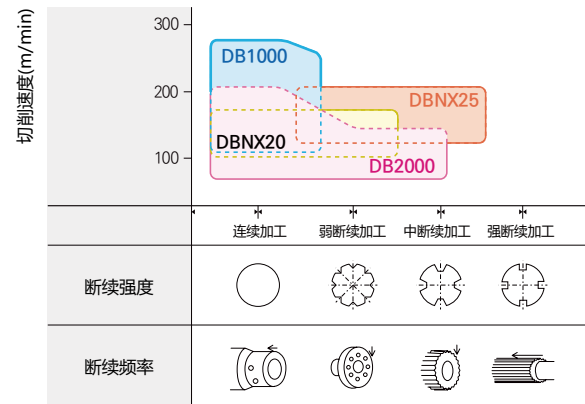 切削速度(m/min)
300
200
100
DB1000
DBNX25
DBNX20
DB2000
连续加工 弱断续加工 中断续加工 强断续加工
断续强度
断续频率